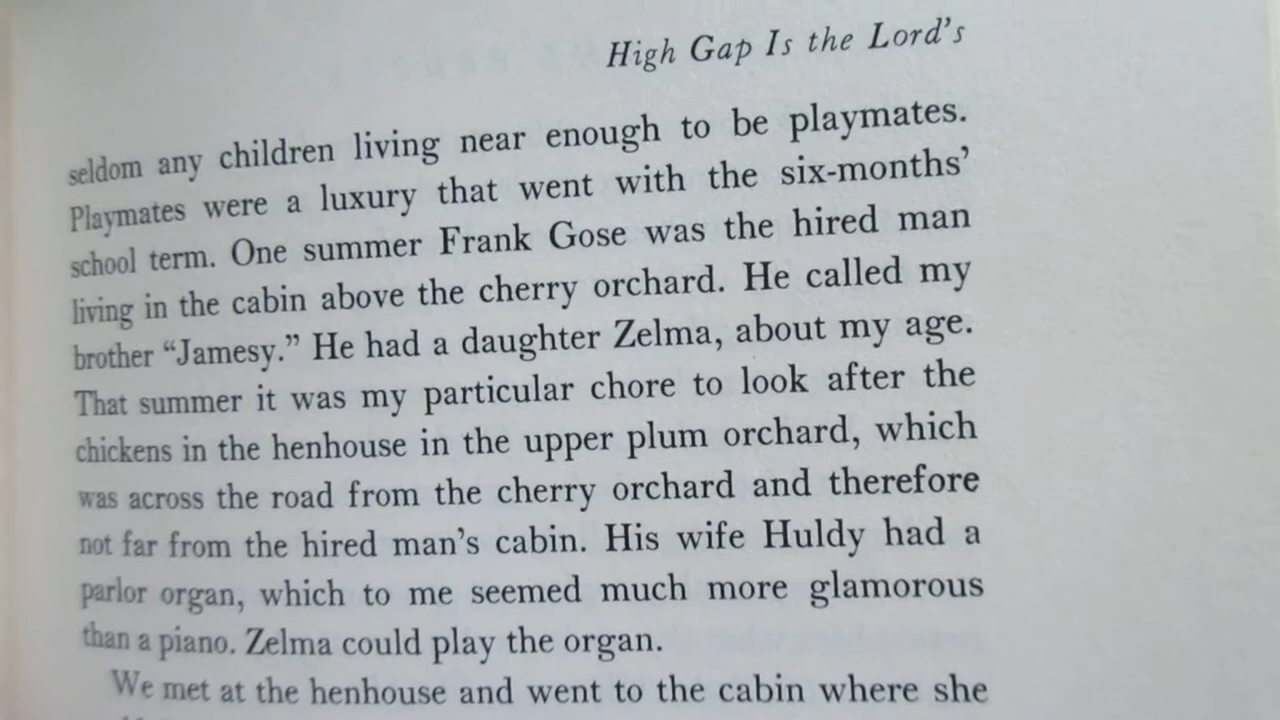 High Gap Is the Lord's
seldom any children living near enough to be playmates.
Playmates were a luxury that went with the six-months'
school term. One summer Frank Gose was the hired man
living in the cabin above the cherry orchard. He called my
brother “Jamesy.” He had a daughter Zelma, about my age.
That summer it was my particular chore to look after the
chickens in the henhouse in the upper plum orchard, which
was across the road from the cherry orchard and therefore
not far from the hired man's cabin. His wife Huldy had a
parlor organ, which to me seemed much more glamorous
than a piano. Zelma could play the organ.
We met at the henhouse and went to the cabin where she